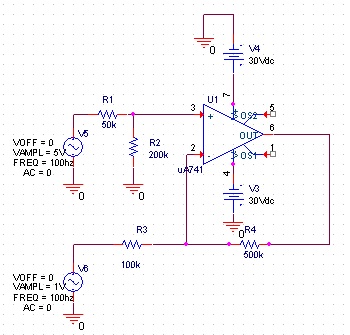 V4
0
30Vdc
U1
7
R1
3
+
OS2
5
50k
V5
R2
OUT
6
VOFF = 0
VAMPL = 5V
FREQ = 100hz
AC = 0
200k
2
-
OS1
1
uA741
4
V3
0
0
30Vdc
0
R3
R4
100k
500k
V6
VOFF = 0
VAMPL = 1V
FREQ = 100hz
AC = 0
0